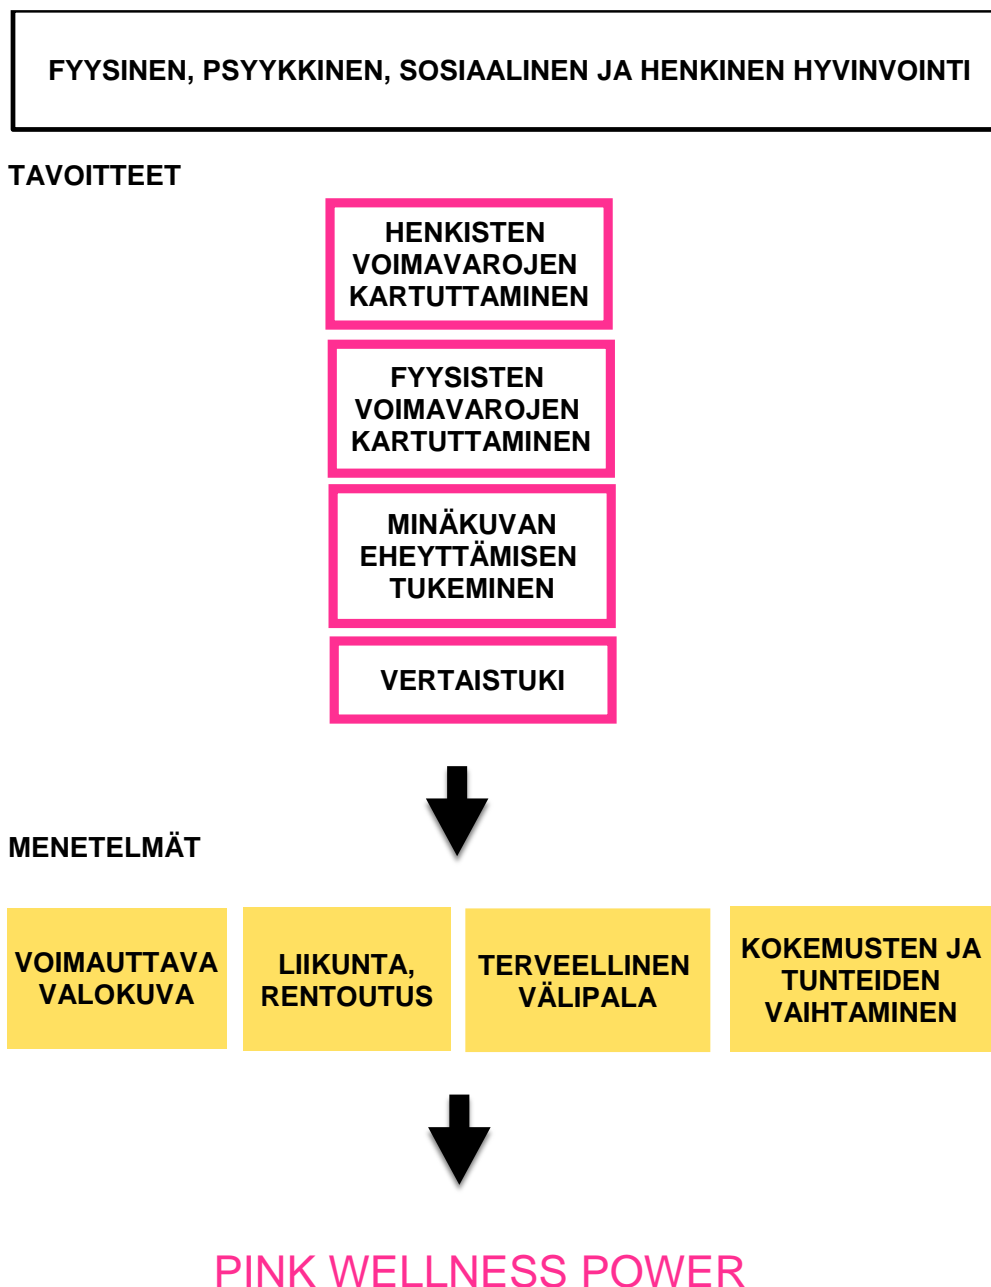 FYYSINEN, PSYYKKINEN, SOSIAALINEN JA HENKINEN HYVINVOINTI
TAVOITTEET
HENKISTEN
VOIMAVAROJEN
KARTUTTAMINEN
FYYSISTEN
VOIMAVAROJEN
KARTUTTAMINEN
MINÄKUVAN
EHEYTTÄMISEN
TUKEMINEN
VERTAISTUKI
MENETELMÄT
VOIMAUTTAVA
VALOKUVA
LIIKUNTA,
RENTOUTUS
TERVEELLINEN
VÄLIPALA
KOKEMUSTEN JA
TUNTEIDEN
VAIHTAMINEN
PINK WELLNESS POWER